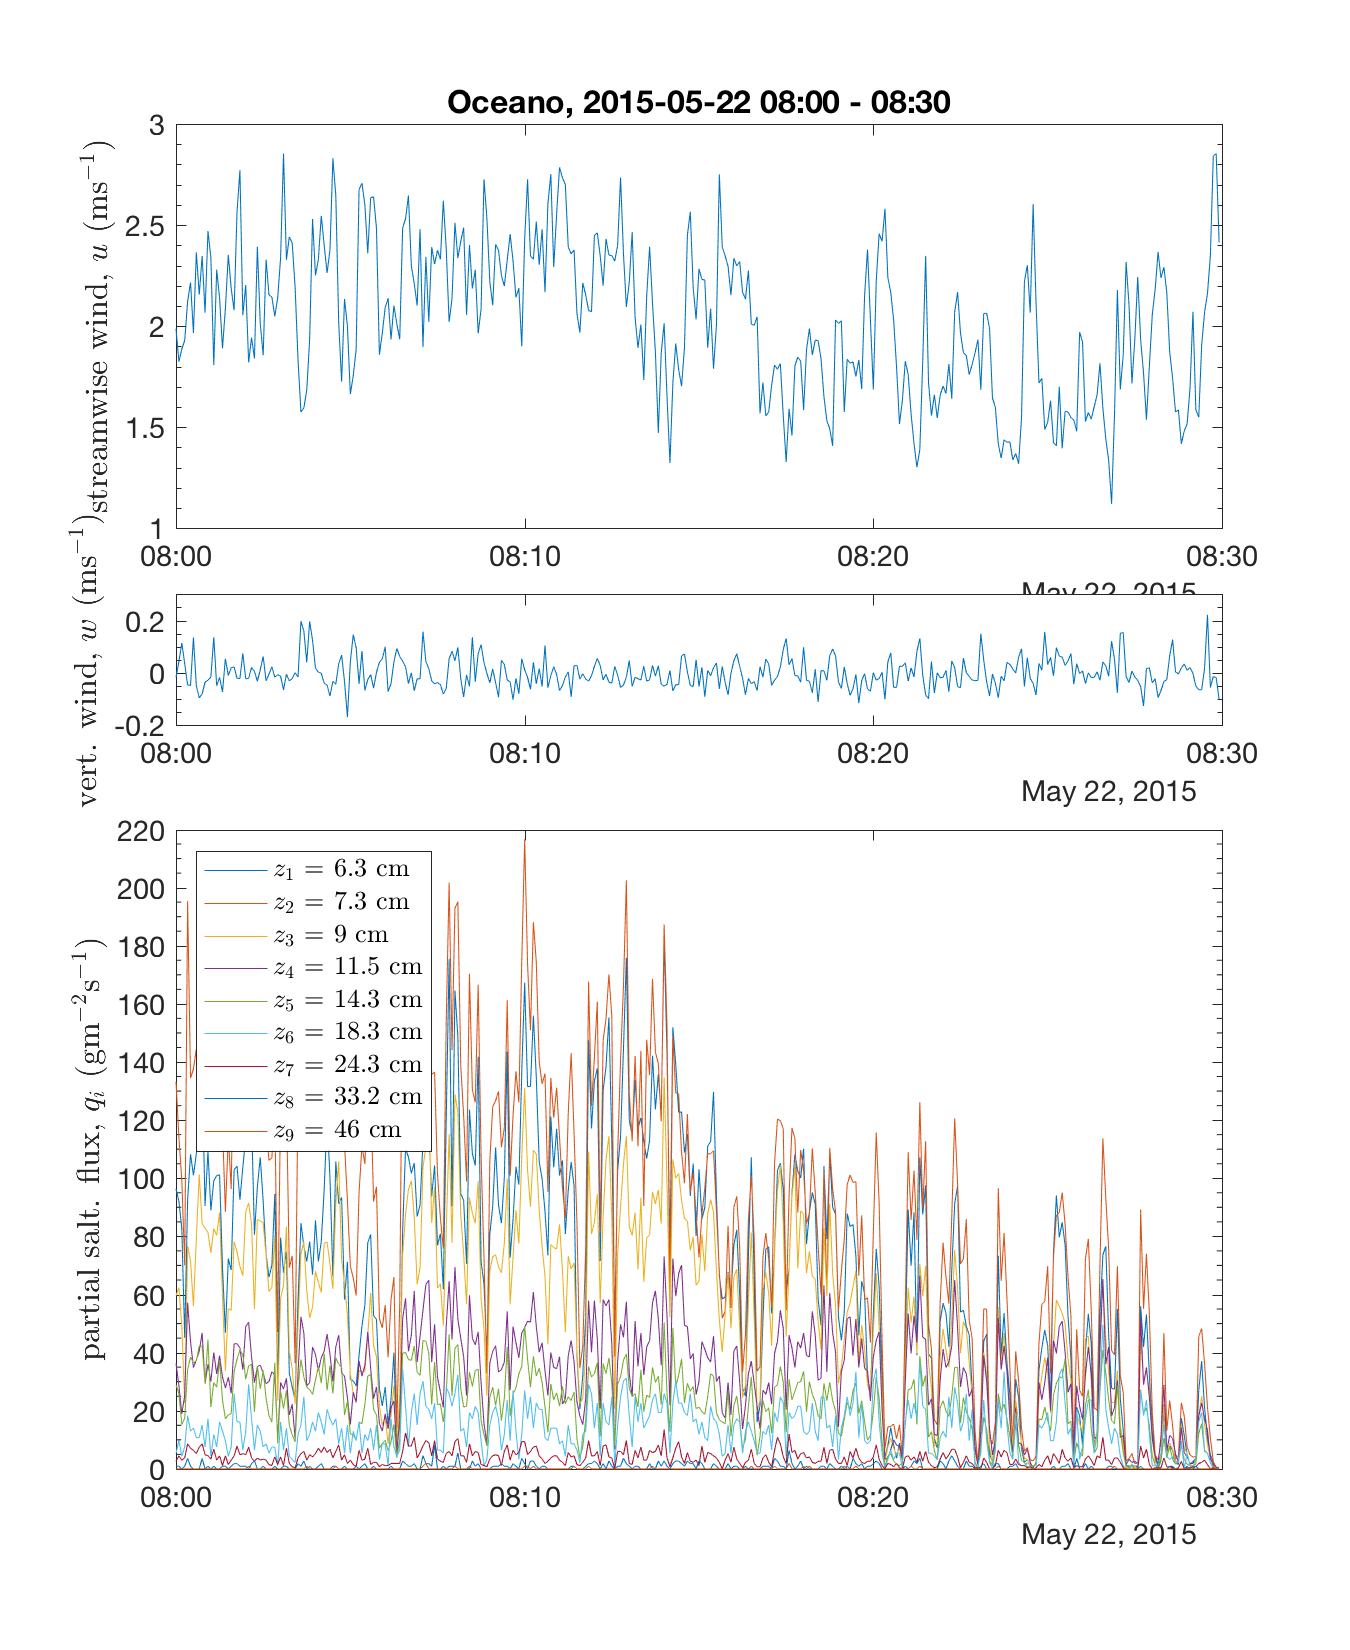 Oceano, 2015-05-22 08:00 - 08:30
streamwise wind, u (ms⁻¹)
3
2.5
2
1.5
1
08:00 08:10 08:20 08:30
May 22, 2015
vert. wind, w (ms⁻¹)
0.2
0
-0.2
08:00 08:10 08:20 08:30
May 22, 2015
partial salt. flux, qᵢ (gm⁻²s⁻¹)
220
200
180
160
140
120
100
80
60
40
20
0
z₁ = 6.3 cm
z₂ = 7.3 cm
z₃ = 9 cm
z₄ = 11.5 cm
z₅ = 14.3 cm
z₆ = 18.3 cm
z₇ = 24.3 cm
z₈ = 33.2 cm
z₉ = 46 cm
08:00 08:10 08:20 08:30
May 22, 2015